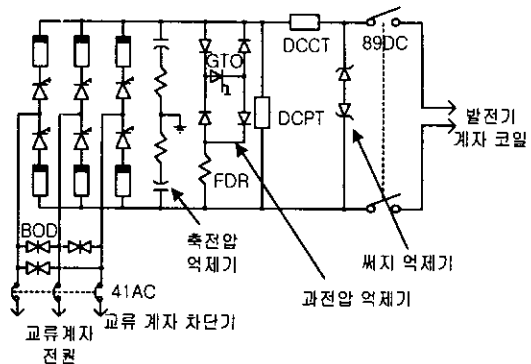 DCCT
89DC
GTO
DCPT
발전기
계자 코일
FDR
BOD
축전압
억제기
써지 억제기
과전압 억제기
41AC
교류계자
전원
교류 계자 차단기